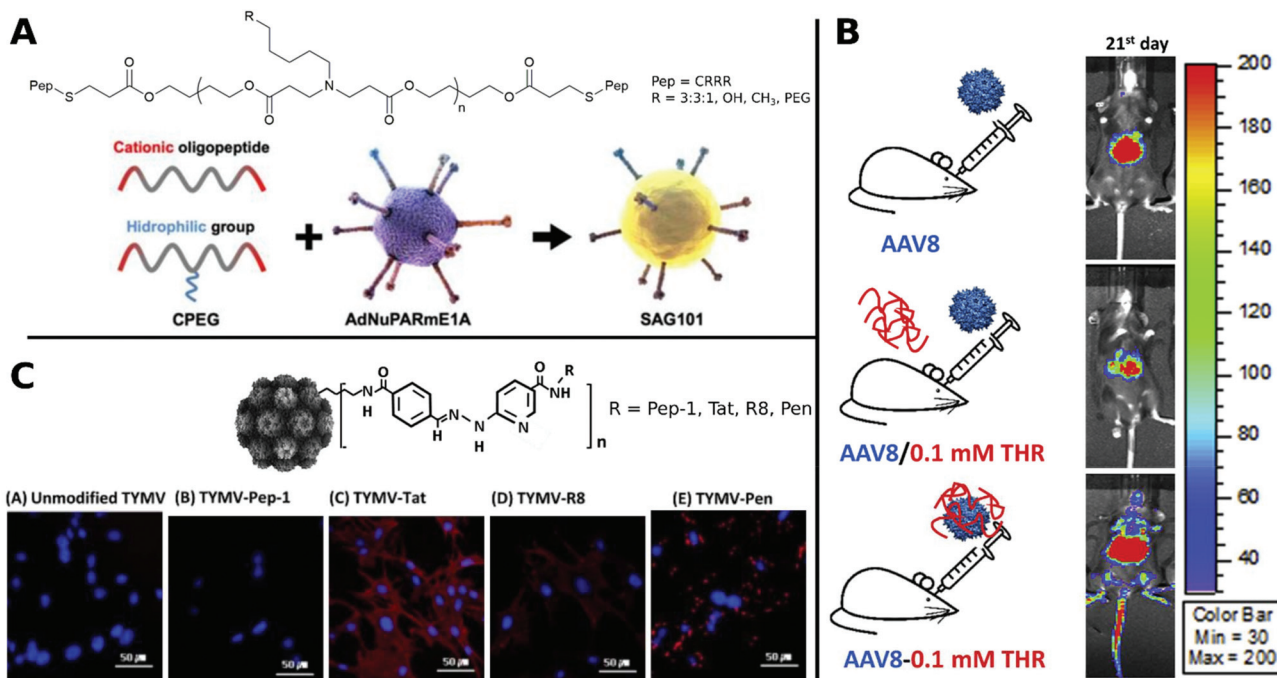 A
R
Pep
S
O
O
O
O
N
O
O
n
O
O
S
Pep
Pep = CRRR
R = 3:3:1, OH, CH₃, PEG
Cationic oligopeptide
Hidrophilic group
CPEG
+
AdNuPARmE1A
SAG101
B
21st day
AAV8
AAV8/0.1 mM THR
AAV8-0.1 mM THR
200
180
160
140
120
100
80
60
40
Color Bar
Min = 30
Max = 200
C
O
N
H
C
H
N
N
H
N
O
R
NH
n
R = Pep-1, Tat, R8, Pen
(A) Unmodified TYMV
(B) TYMV-Pep-1
(C) TYMV-Tat
(D) TYMV-R8
(E) TYMV-Pen
50 μm
50 μm
50 μm
50 μm
50 μm